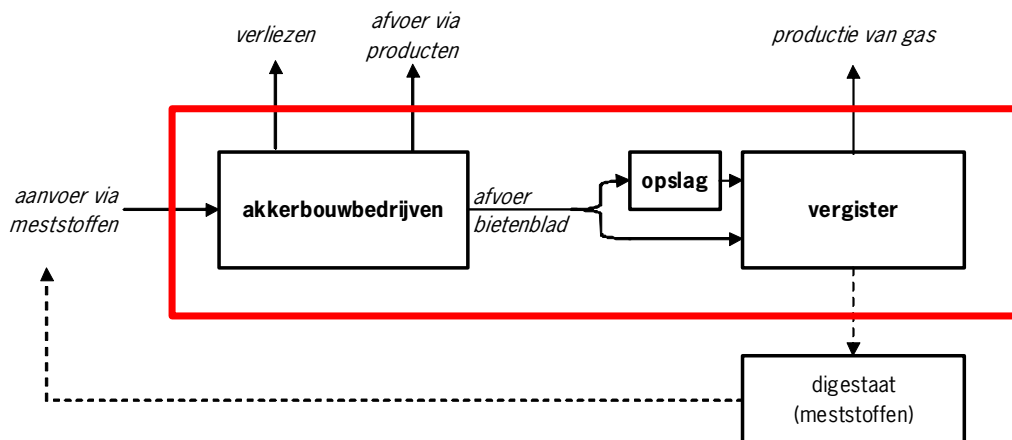 verliezen
afvoer via
producten
productie van gas
aanvoer via
meststoffen
akkerbouwbedrijven
afvoer
bietenblad
opslag
vergister
digestaat
(meststoffen)